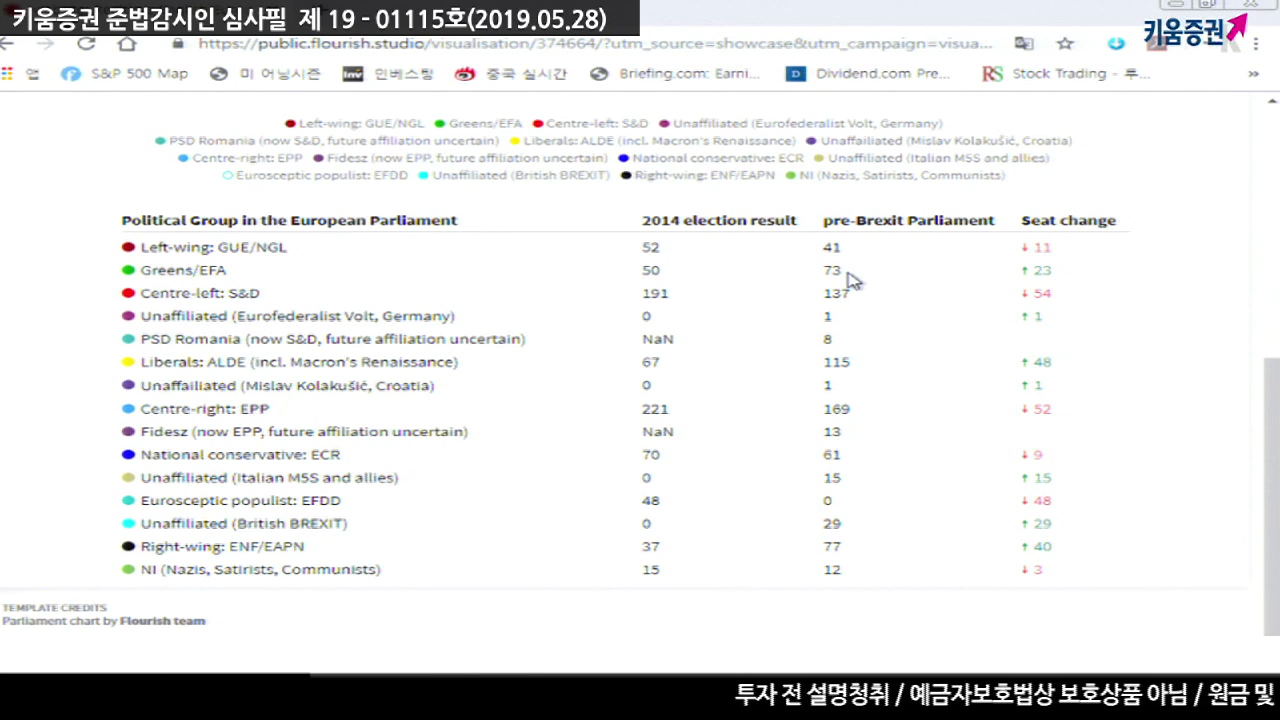 키움증권 준법감시인 심사필 제 19 - 01115호(2019.05.28)
키움증권
https://public.flourish.studio/visualisation/374664/?utm_source=showcase&utm_campaign=visua...
앱 S&P 500 Map 미 어닝시즌 Inv 인베스팅 중국 실시간 Briefing.com: Earni... D Dividend.com Pre... RS Stock Trading - 투... »
Left-wing: GUE/NGL Greens/EFA Centre-left: S&D Unaffiliated (Eurofederalist Volt, Germany)
PSD Romania (now S&D, future affiliation uncertain) Liberals: ALDE (incl. Macron's Renaissance) Unaffailiated (Mislav Kolakušić, Croatia)
Centre-right: EPP Fidesz (now EPP, future affiliation uncertain) National conservative: ECR Unaffiliated (Italian M5S and allies)
Eurosceptic populist: EFDD Unaffiliated (British BREXIT) Right-wing: ENF/EAPN NI (Nazis, Satirists, Communists)
Political Group in the European Parliament 2014 election result pre-Brexit Parliament Seat change
Left-wing: GUE/NGL 52 41 ↓ 11
Greens/EFA 50 73 ↑ 23
Centre-left: S&D 191 137 ↓ 54
Unaffiliated (Eurofederalist Volt, Germany) 0 1 ↑ 1
PSD Romania (now S&D, future affiliation uncertain) NaN 8
Liberals: ALDE (incl. Macron's Renaissance) 67 115 ↑ 48
Unaffailiated (Mislav Kolakušić, Croatia) 0 1 ↑ 1
Centre-right: EPP 221 169 ↓ 52
Fidesz (now EPP, future affiliation uncertain) NaN 13
National conservative: ECR 70 61 ↓ 9
Unaffiliated (Italian M5S and allies) 0 15 ↑ 15
Eurosceptic populist: EFDD 48 0 ↓ 48
Unaffiliated (British BREXIT) 0 29 ↑ 29
Right-wing: ENF/EAPN 37 77 ↑ 40
NI (Nazis, Satirists, Communists) 15 12 ↓ 3
TEMPLATE CREDITS
Parliament chart by Flourish team
투자 전 설명청취 / 예금자보호법상 보호상품 아님 / 원금 및